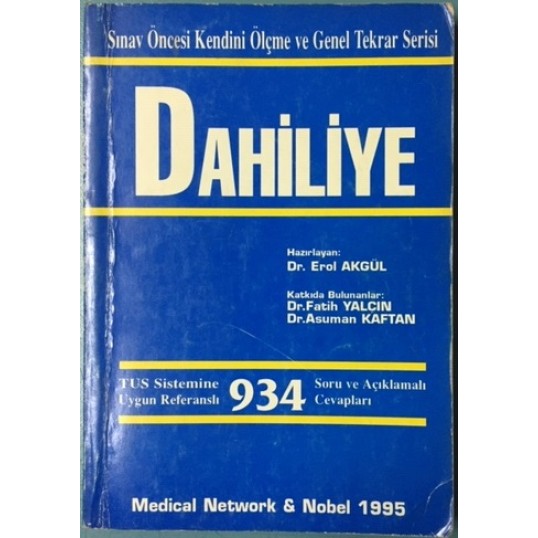 Sınav Öncesi Kendini Ölçme ve Genel Tekrar Serisi
DAHİLİYE
Hazırlayan:
Dr. Erol AKGÜL
Katkıda Bulunanlar:
Dr.Fatih YALÇIN
Dr.Asuman KAFTAN
TUS Sistemine
Uygun Referanslı
934
Soru ve Açıklamalı
Cevapları
Medical Network & Nobel 1995